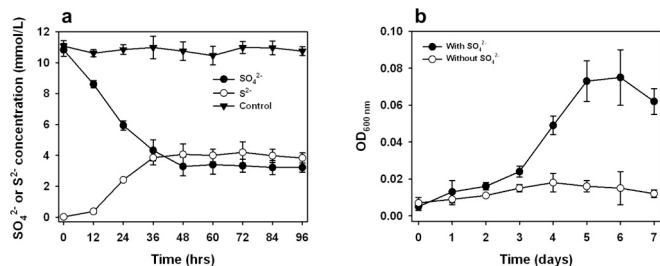 a
SO₄²⁻ or S²⁻ concentration (mmol/L)
12
10
8
6
4
2
0
SO₄²⁻
S²⁻
Control
0 12 24 36 48 60 72 84 96
Time (hrs)
b
OD₆₀₀ ₙₘ
0.10
0.08
0.06
0.04
0.02
0.00
With SO₄²⁻
Without SO₄²⁻
0 1 2 3 4 5 6 7
Time (days)